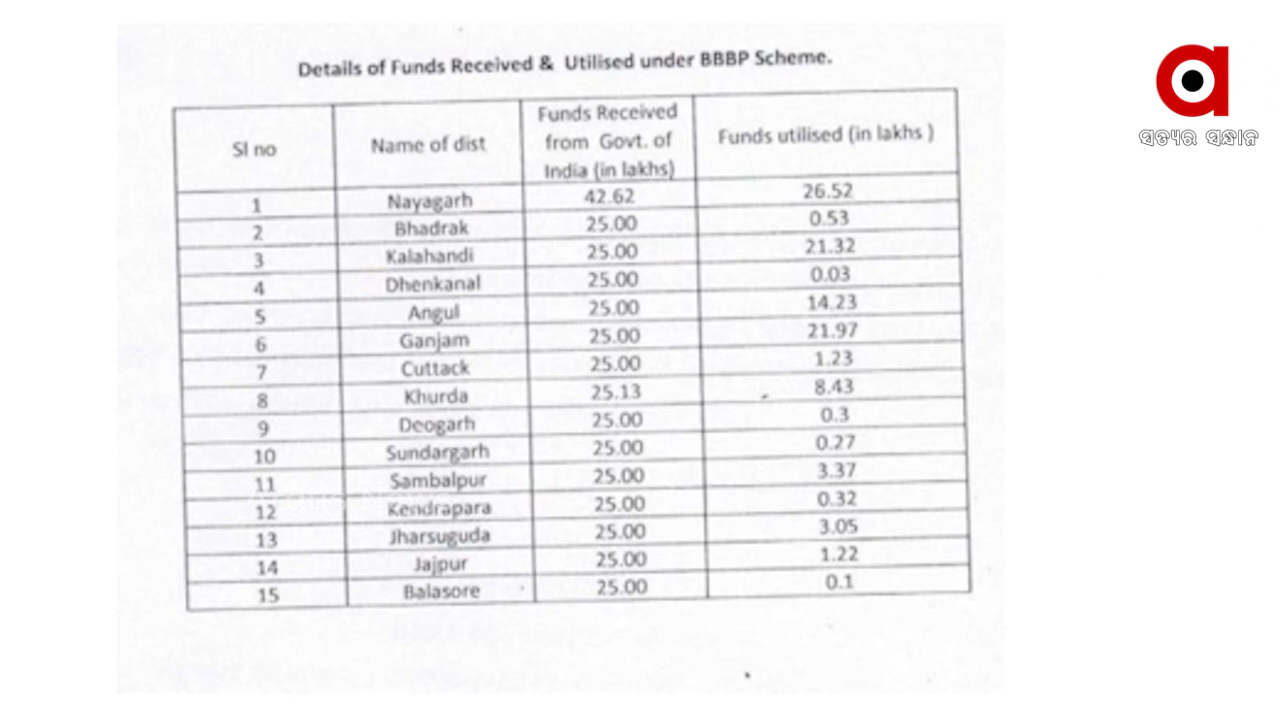 Details of Funds Received & Utilised under BBBP Scheme.
Sl no | Name of dist | Funds Received from Govt. of India (in lakhs) | Funds utilised (in lakhs )
1 | Nayagarh | 42.62 | 26.52
2 | Bhadrak | 25.00 | 0.53
3 | Kalahandi | 25.00 | 21.32
4 | Dhenkanal | 25.00 | 0.03
5 | Angul | 25.00 | 14.23
6 | Ganjam | 25.00 | 21.97
7 | Cuttack | 25.00 | 1.23
8 | Khurda | 25.13 | 8.43
9 | Deogarh | 25.00 | 0.3
10 | Sundargarh | 25.00 | 0.27
11 | Sambalpur | 25.00 | 3.37
12 | Kendrapara | 25.00 | 0.32
13 | Jharsuguda | 25.00 | 3.05
14 | Jajpur | 25.00 | 1.22
15 | Balasore | 25.00 | 0.1
a
ସତ୍ୟର ସନ୍ଧାନ